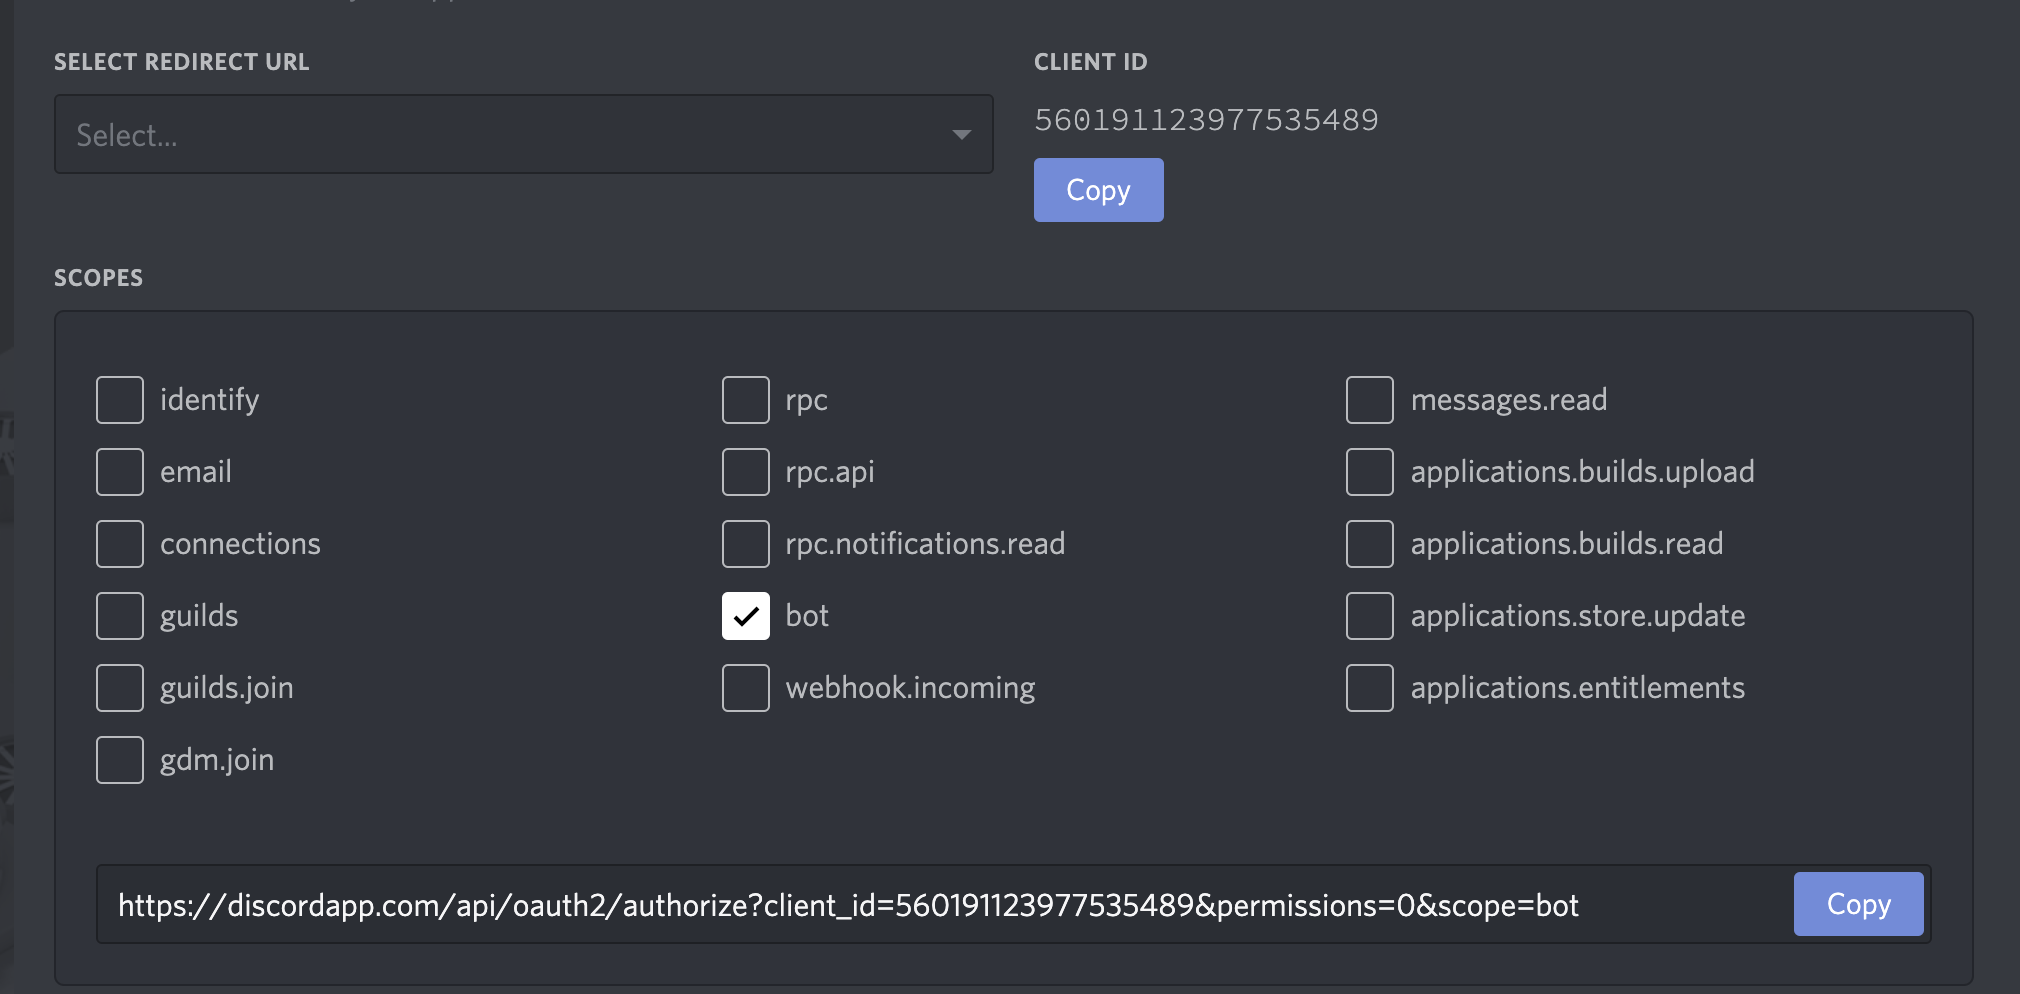 SELECT REDIRECT URL
CLIENT ID
Select...
560191123977535489
Copy
SCOPES
identify
rpc
messages.read
email
rpc.api
applications.builds.upload
connections
rpc.notifications.read
applications.builds.read
guilds
bot
applications.store.update
guilds.join
webhook.incoming
applications.entitlements
gdm.join
https://discordapp.com/api/oauth2/authorize?client_id=560191123977535489&permissions=0&scope=bot
Copy